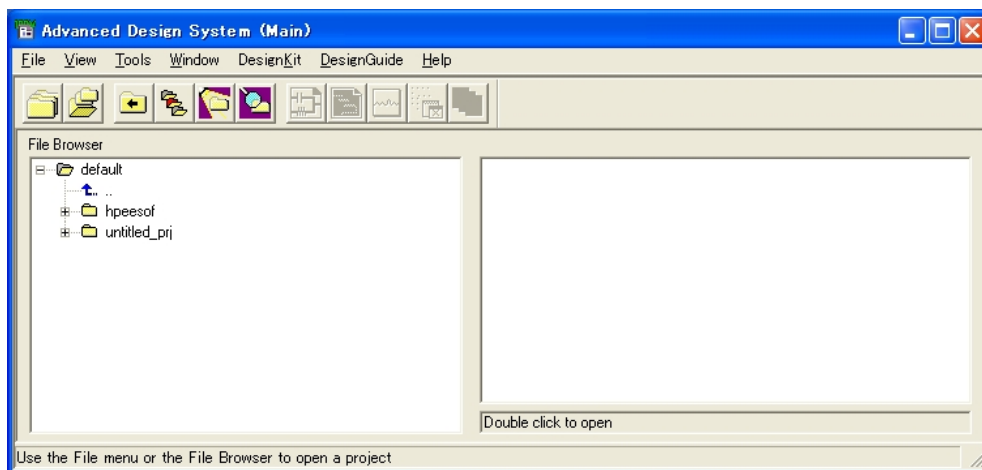 Advanced Design System (Main)
File View Tools Window DesignKit DesignGuide Help
File Browser
default
..
hpeesof
untitled_prj
Double click to open
Use the File menu or the File Browser to open a project